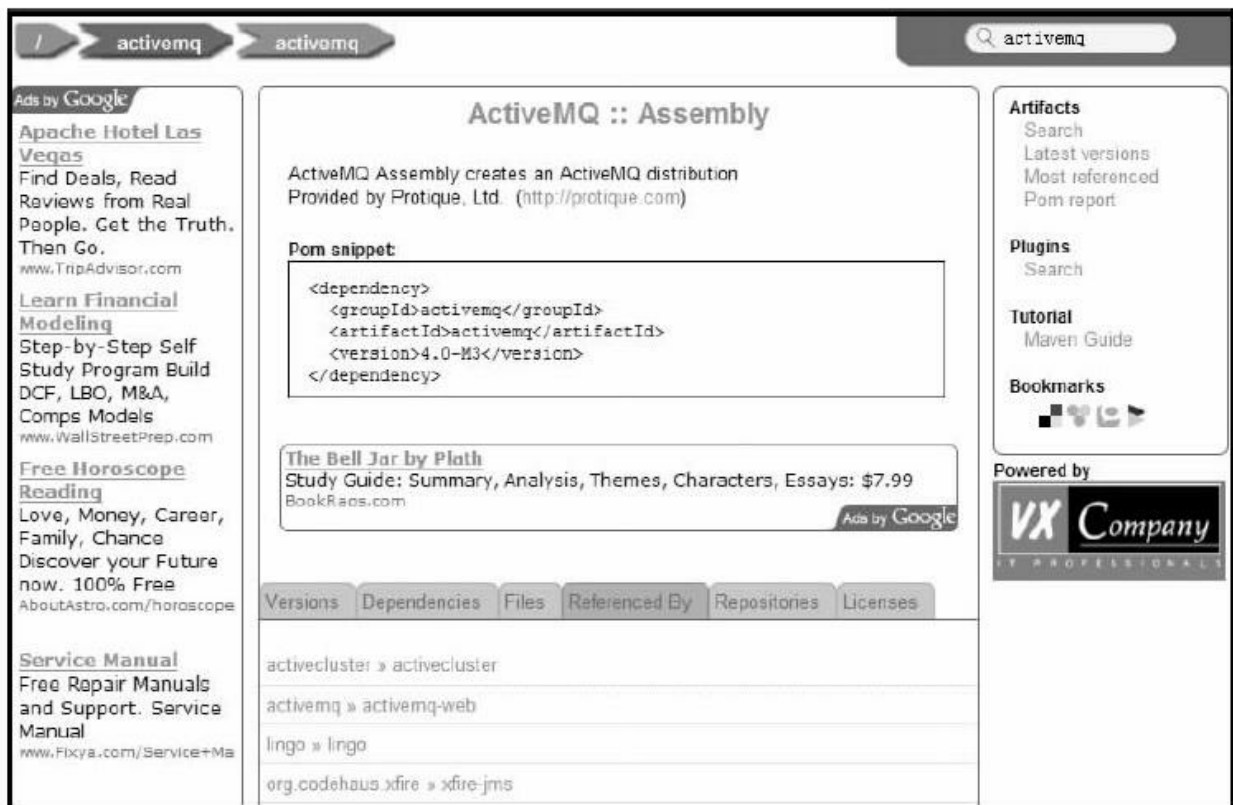 / activemq activemq
activemq
Ads by Google
Apache Hotel Las
Vegas
Find Deals, Read
Reviews from Real
People. Get the Truth.
Then Go.
www.TripAdvisor.com
Learn Financial
Modeling
Step-by-Step Self
Study Program Build
DCF, LBO, M&A,
Comps Models
www.WallStreetPrep.com
Free Horoscope
Reading
Love, Money, Career,
Family, Chance
Discover your Future
now. 100% Free
AboutAstro.com/horoscope
Service Manual
Free Repair Manuals
and Support. Service
Manual
www.Fixya.com/Service+Ma
ActiveMQ :: Assembly
ActiveMQ Assembly creates an ActiveMQ distribution
Provided by Protique, Ltd. (http://protique.com)
Pom snippet:
<dependency>
<groupId>activemq</groupId>
<artifactId>activemq</artifactId>
<version>4.0-M3</version>
</dependency>
The Bell Jar by Plath
Study Guide: Summary, Analysis, Themes, Characters, Essays: $7.99
BookRags.com
Ads by Google
Versions Dependencies Files Referenced By Repositories Licenses
activecluster » activecluster
activemq » activemq-web
lingo » lingo
org.codehaus.xfire » xfire-jms
Artifacts
Search
Latest versions
Most referenced
Pom report
Plugins
Search
Tutorial
Maven Guide
Bookmarks
Powered by
VX Company
IT PROFESSIONALS